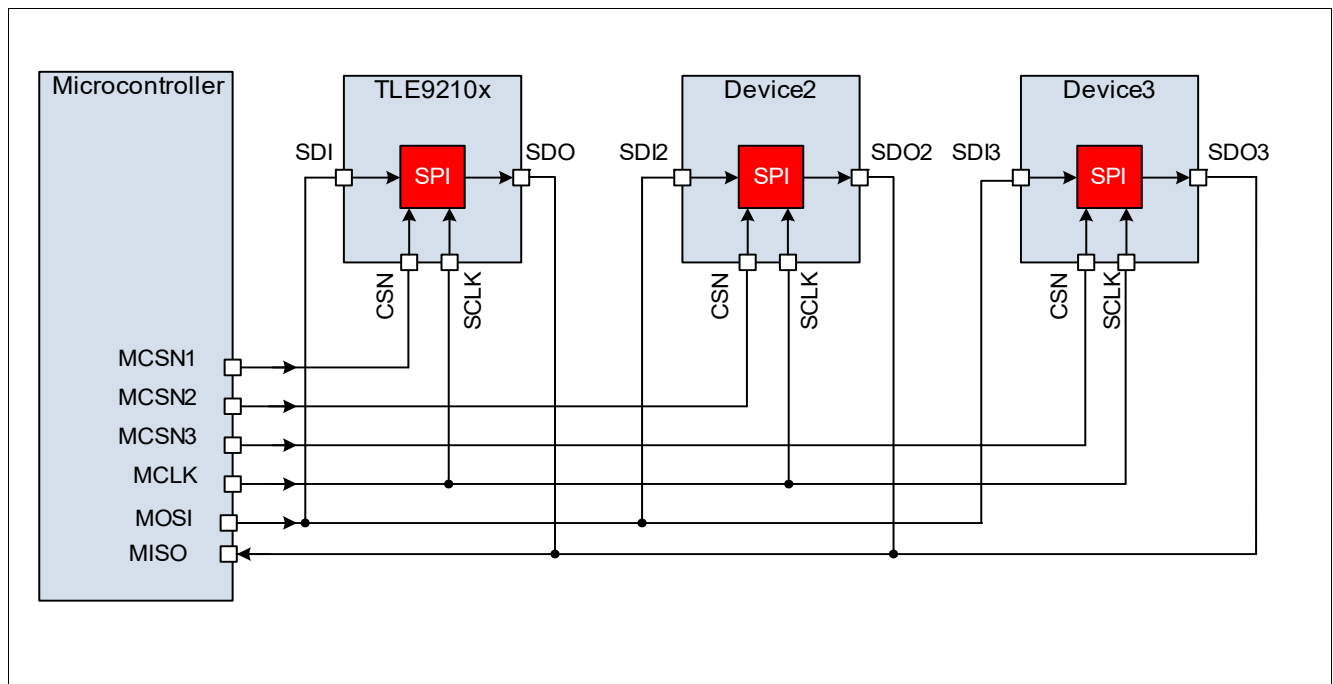 Microcontroller
TLE9210x
Device2
Device3
SDI
SPI
SDO
SDI2
SPI
SDO2
SDI3
SPI
SDO3
CSN
SCLK
CSN
SCLK
CSN
SCLK
MCSN1
MCSN2
MCSN3
MCLK
MOSI
MISO